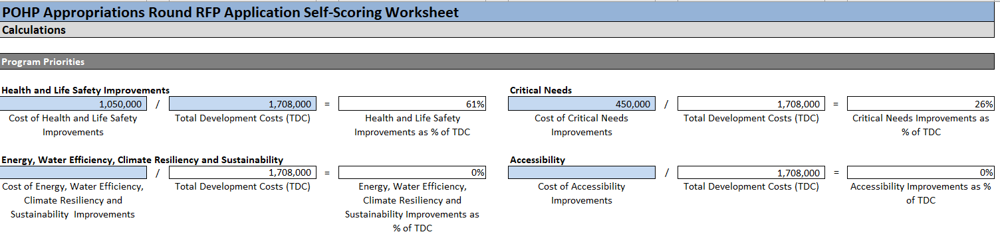 POHP Appropriations Round RFP Application Self-Scoring Worksheet
Calculations
Program Priorities
Health and Life Safety Improvements
1,050,000 / 1,708,000 = 61%
Cost of Health and Life Safety
Improvements
Total Development Costs (TDC)
Health and Life Safety
Improvements as % of TDC
Critical Needs
450,000 / 1,708,000 = 26%
Cost of Critical Needs
Improvements
Total Development Costs (TDC)
Critical Needs Improvements as
% of TDC
Energy, Water Efficiency, Climate Resiliency and Sustainability
/ 1,708,000 = 0%
Cost of Energy, Water Efficiency,
Climate Resiliency and
Sustainability Improvements
Total Development Costs (TDC)
Energy, Water Efficiency,
Climate Resiliency and
Sustainability Improvements as
% of TDC
Accessibility
/ 1,708,000 = 0%
Cost of Accessibility
Improvements
Total Development Costs (TDC)
Accessibility Improvements as %
of TDC